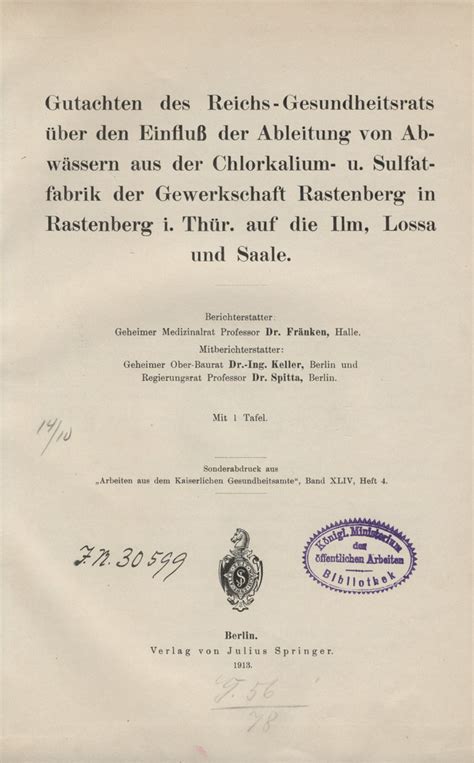 Gutachten des Reichs-Gesundheitsrats
über den Einfluß der Ableitung von Ab-
wässern aus der Chlorkalium- u. Sulfat-
fabrik der Gewerkschaft Rastenberg in
Rastenberg i. Thür. auf die Ilm, Lossa
und Saale.
Berichterstatter:
Geheimer Medizinalrat Professor Dr. Fränken, Halle.
Mitberichterstatter:
Geheimer Ober-Baurat Dr.-Ing. Keller, Berlin und
Regierungsrat Professor Dr. Spitta, Berlin.
Mit 1 Tafel.
14/10
Sonderabdruck aus
„Arbeiten aus dem Kaiserlichen Gesundheitsamte", Band XLIV, Heft 4.
J.N. 30599
Königl. Ministerium
der
öffentlichen Arbeiten
Bibliothek
Berlin.
Verlag von Julius Springer.
1913.
56
78